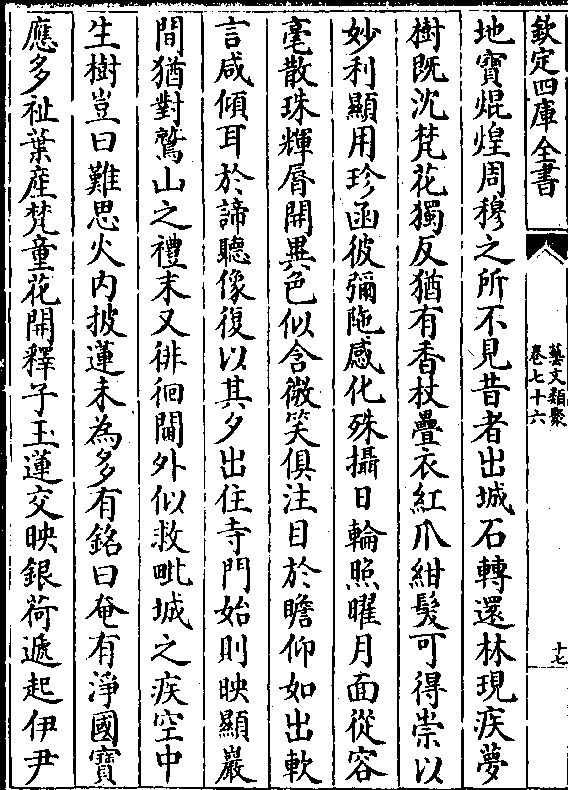 欽定四庫全書
藝文類聚
卷七十六
十七
地寶焜煌周穆之所不見昔者出城石轉還林現疾夢
樹既沈梵花獨反猶有香杖疊衣紅爪紺髮可得崇以
妙利顯用珍函彼彌陁感化殊攝日輪照曜月面從容
毫散珠輝脣開異色似含微笑俱注目於瞻仰如出軟
言咸傾耳於諦聽像復以其夕出住寺門始則映顯巖
間猶對鷲山之禮末又徘徊閫外似救毗城之疾空中
生樹豈曰難思火内披蓮未為多有銘曰奄有淨國寶
應多祉葉産梵童花開釋子玉蓮交映銀荷遞起伊尹